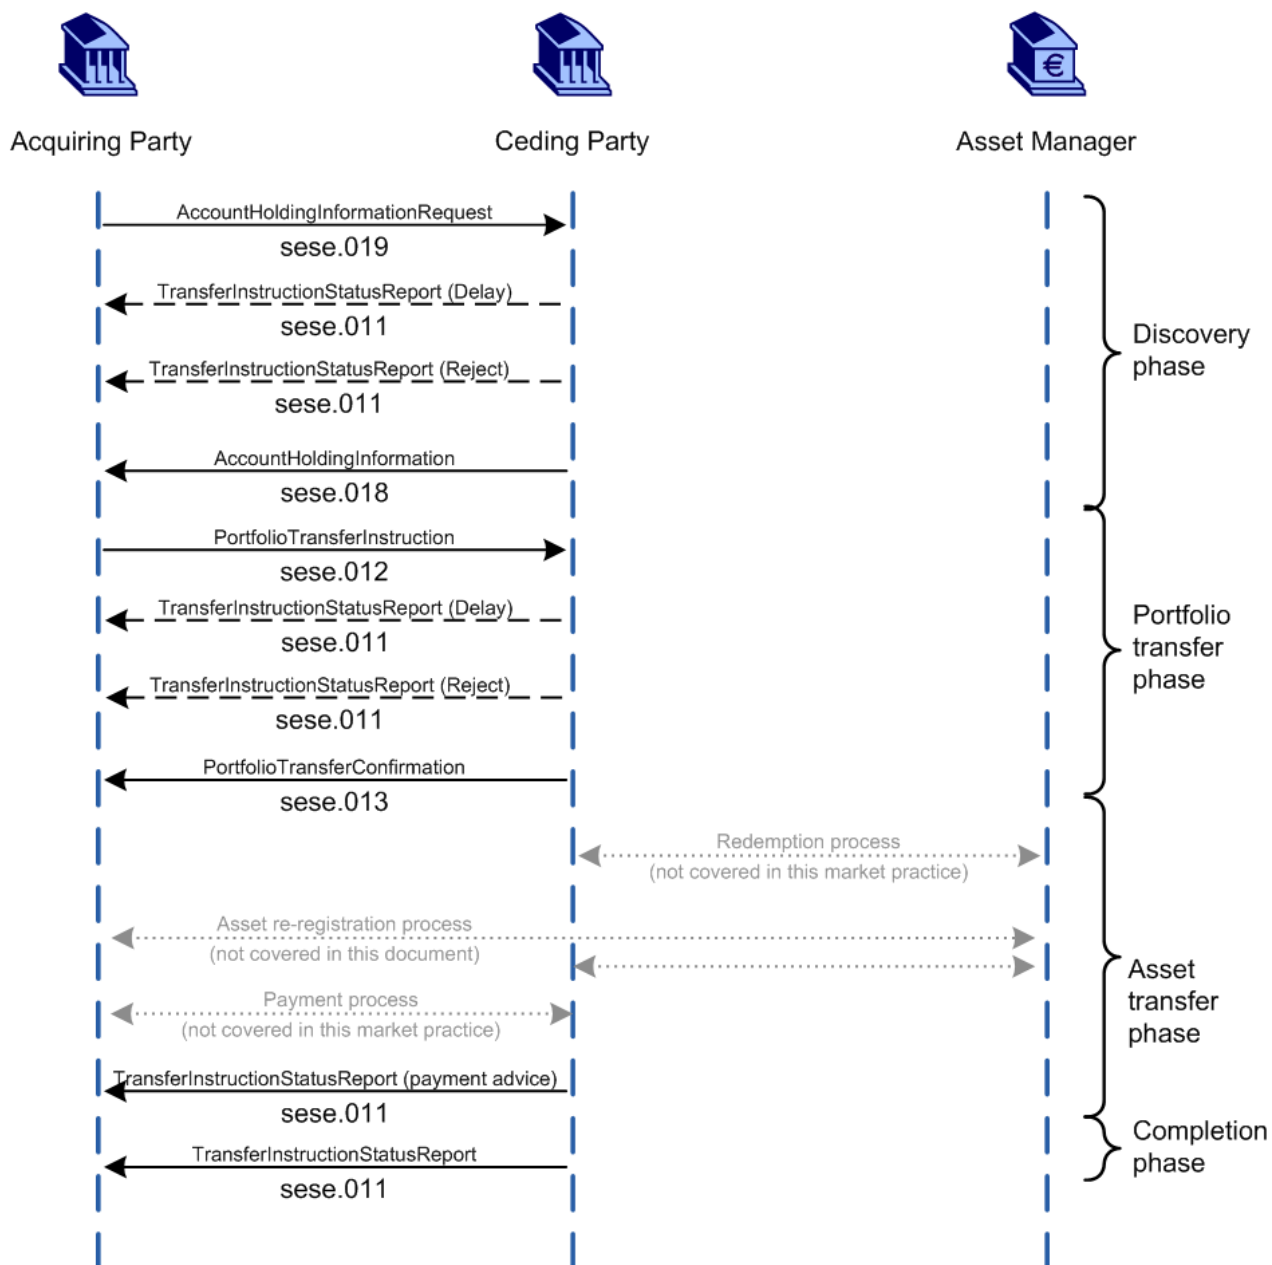 €
Acquiring Party
Ceding Party
Asset Manager
AccountHoldingInformationRequest
sese.019
TransferInstructionStatusReport (Delay)
sese.011
TransferInstructionStatusReport (Reject)
sese.011
AccountHoldingInformation
sese.018
Discovery
phase
PortfolioTransferInstruction
sese.012
TransferInstructionStatusReport (Delay)
sese.011
TransferInstructionStatusReport (Reject)
sese.011
PortfolioTransferConfirmation
sese.013
Portfolio
transfer
phase
Redemption process
(not covered in this market practice)
Asset re-registration process
(not covered in this document)
Payment process
(not covered in this market practice)
TransferInstructionStatusReport (payment advice)
sese.011
Asset
transfer
phase
TransferInstructionStatusReport
sese.011
Completion
phase